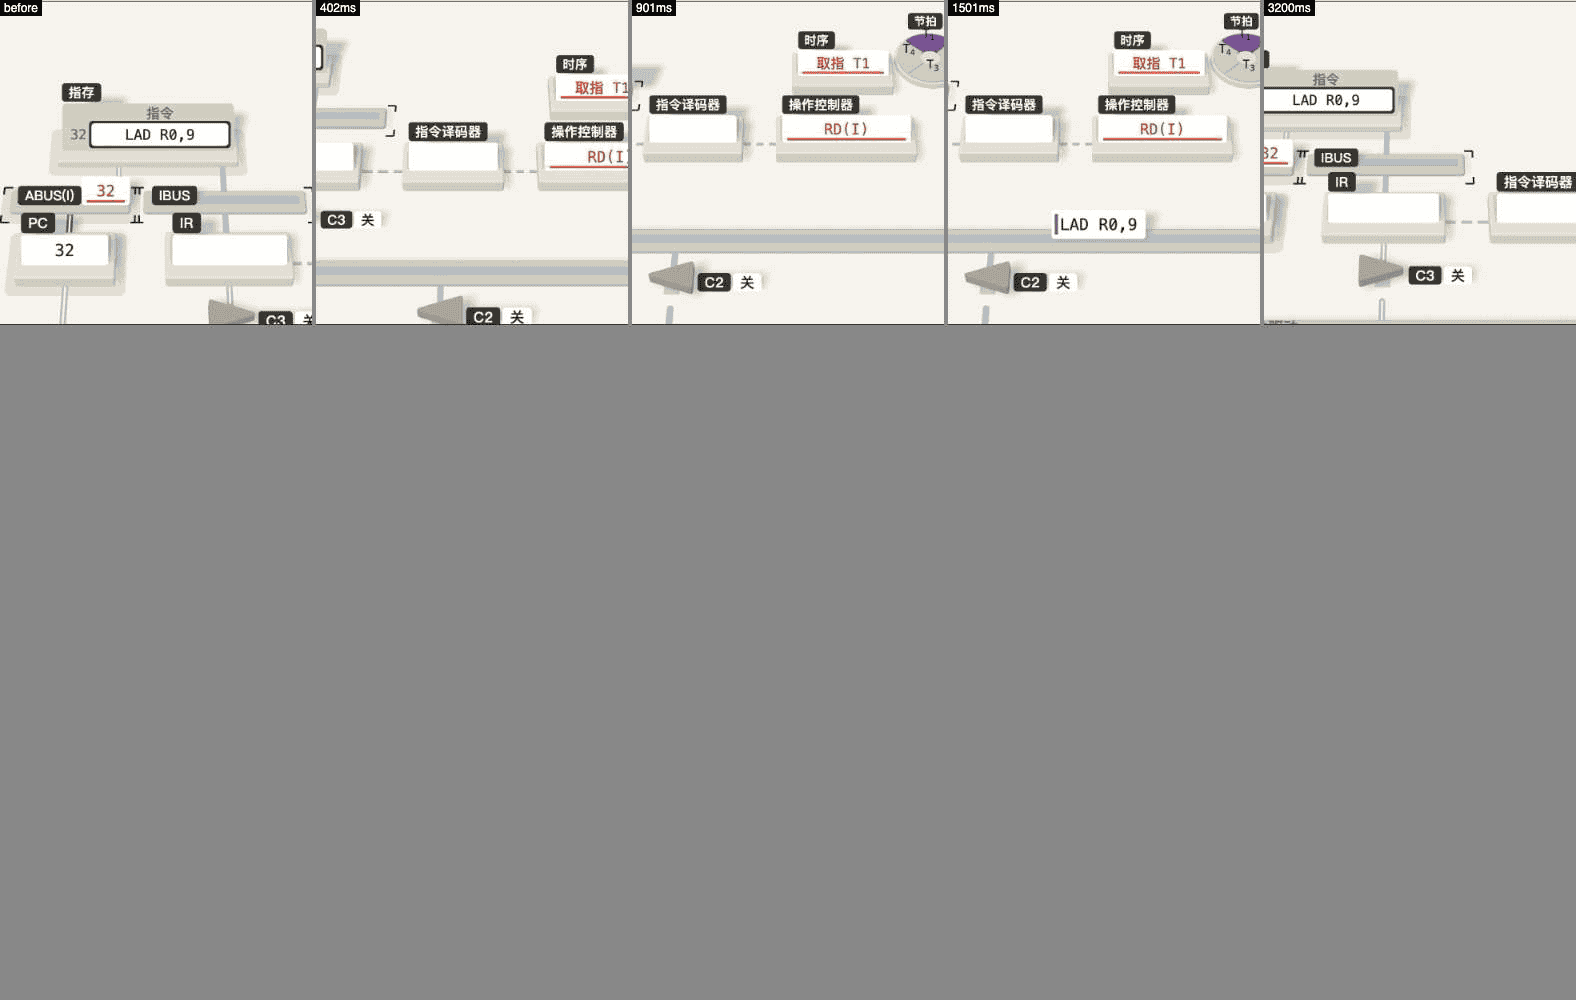 before
指存
指令
32 LAD R0,9
ABUS(I) 32 IBUS
PC IR
32
C3
402ms
时序
取指 T1
指令译码器 操作控制器
C3 关
C2 关
901ms
节拍
时序
取指 T1
T4
T3
指令译码器 操作控制器
RD(I)
C2 关
1501ms
节拍
时序
取指 T1
T4
T3
指令译码器 操作控制器
RD(I)
LAD R0,9
C2 关
3200ms
指令
LAD R0,9
32 IBUS
IR 指令译码器
C3 关